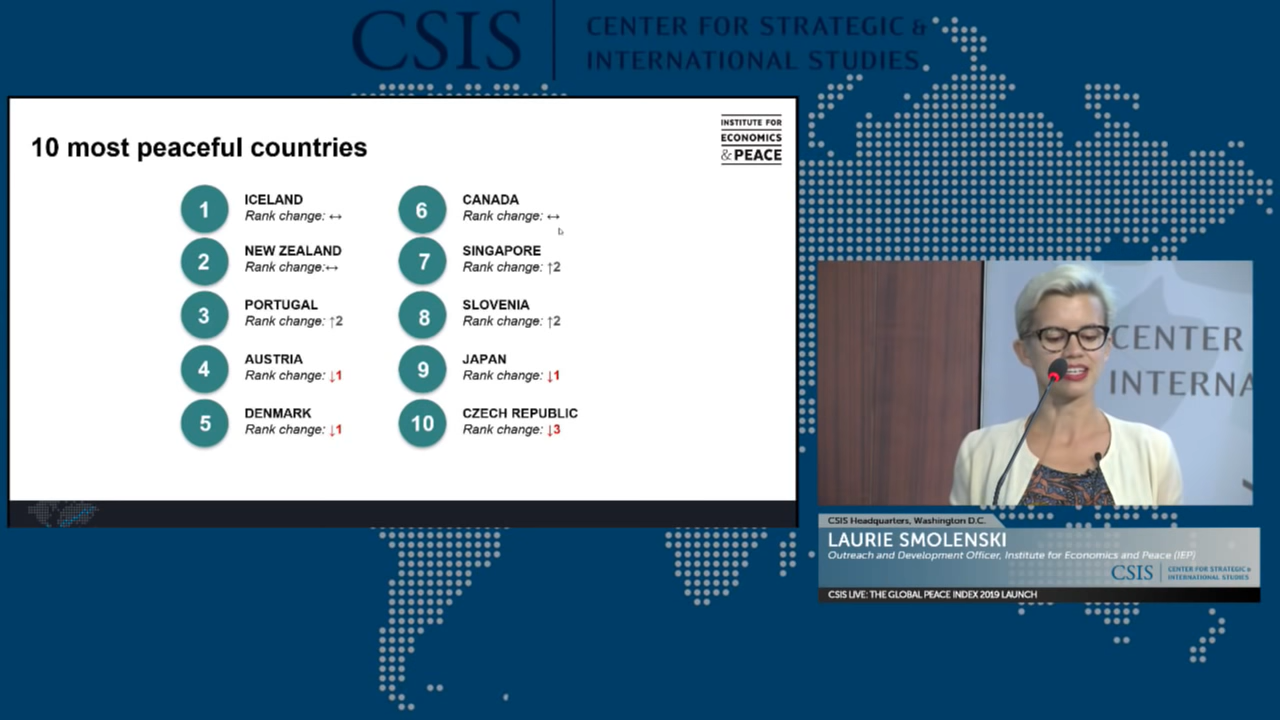 CSIS
CENTER FOR STRATEGIC &
INTERNATIONAL STUDIES
10 most peaceful countries
INSTITUTE FOR
ECONOMICS
& PEACE
1
ICELAND
Rank change: ↔
2
NEW ZEALAND
Rank change:↔
3
PORTUGAL
Rank change: ↑2
4
AUSTRIA
Rank change: ↓1
5
DENMARK
Rank change: ↓1
6
CANADA
Rank change: ↔
7
SINGAPORE
Rank change: ↑2
8
SLOVENIA
Rank change: ↑2
9
JAPAN
Rank change: ↓1
10
CZECH REPUBLIC
Rank change: ↓3
CENTER
INTERNA
CSIS Headquarters, Washington D.C.
LAURIE SMOLENSKI
Outreach and Development Officer, Institute for Economics and Peace (IEP)
CSIS
CENTER FOR STRATEGIC &
INTERNATIONAL STUDIES
CSIS LIVE: THE GLOBAL PEACE INDEX 2019 LAUNCH